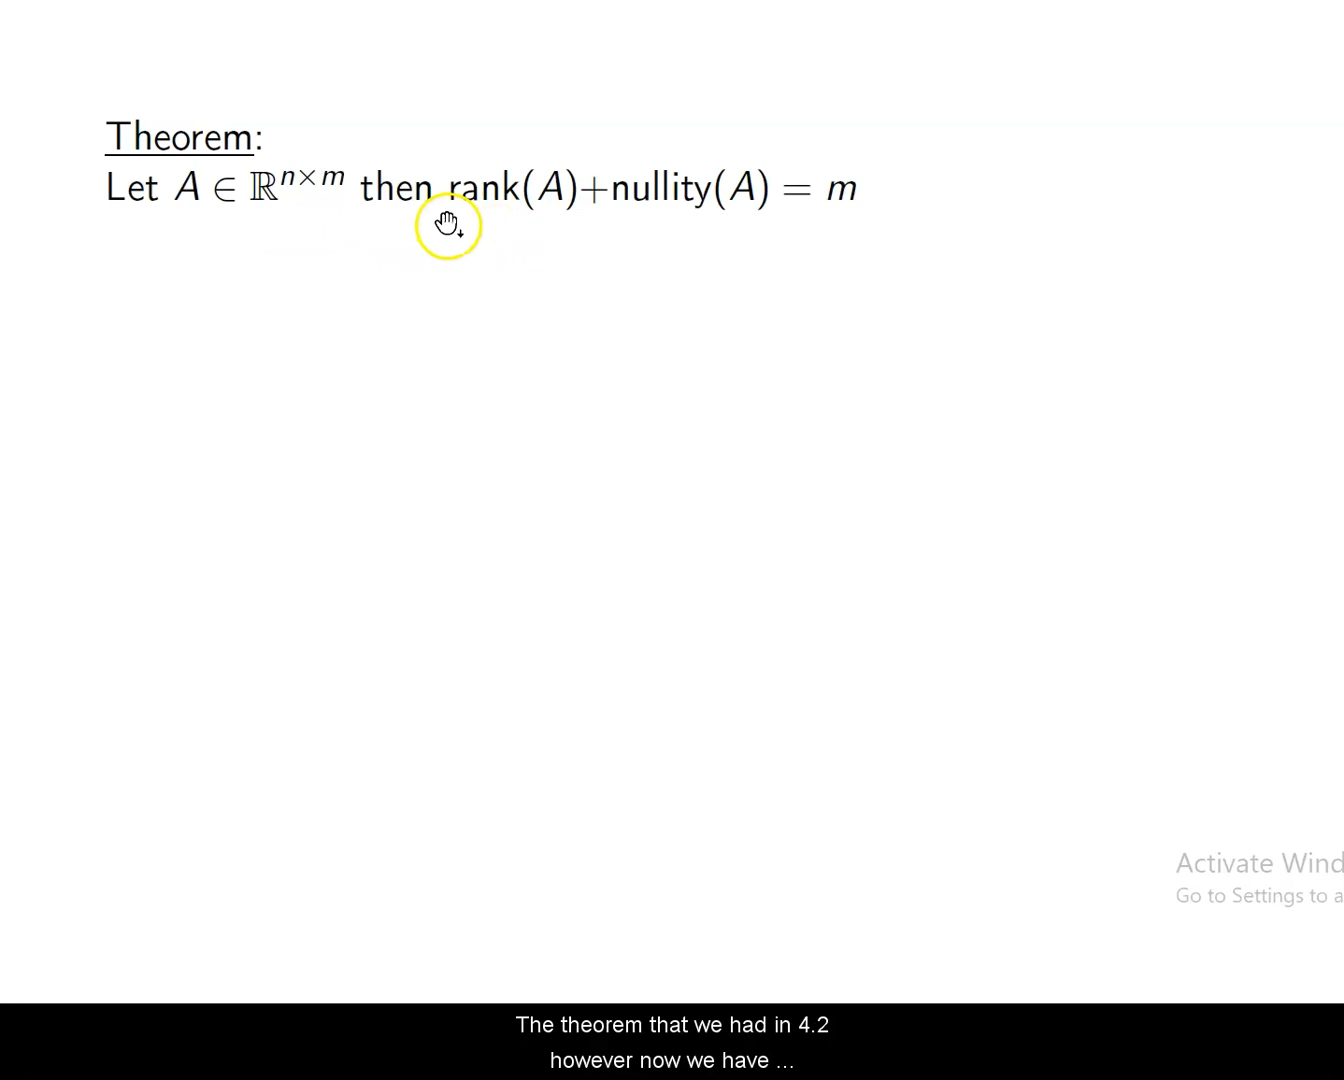 Theorem:
Let A ∈ ℝⁿˣᵐ then rank(A)+nullity(A) = m
Activate Wind
Go to Settings to a
The theorem that we had in 4.2
however now we have ...